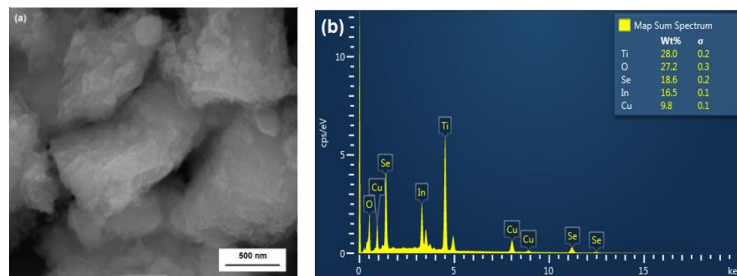 (a)
500 nm
(b)
Map Sum Spectrum
Wt% σ
Ti 28.0 0.2
O 27.2 0.3
Se 18.6 0.2
In 16.5 0.1
Cu 9.8 0.1
cps/eV
10
5
0
O
Cu
Se
In
Ti
Cu
Cu
Se
Se
0 5 10 15 ke